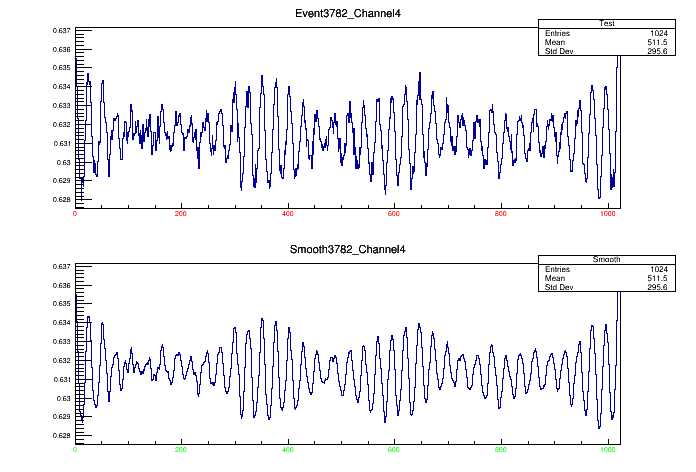 Event3782_Channel4
Test
Entries 1024
Mean 511.5
Std Dev 295.6
0.637
0.636
0.635
0.634
0.633
0.632
0.631
0.63
0.629
0.628
0 200 400 600 800 1000
Smooth3782_Channel4
Smooth
Entries 1024
Mean 511.5
Std Dev 295.6
0.637
0.636
0.635
0.634
0.633
0.632
0.631
0.63
0.629
0.628
0 200 400 600 800 1000